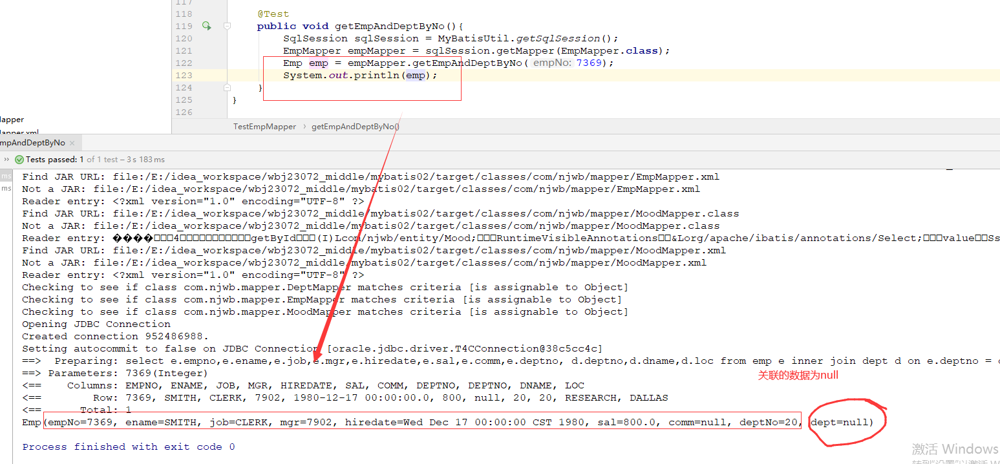 117
118 @Test
119 public void getEmpAndDeptByNo(){
120 SqlSession sqlSession = MyBatisUtil.getSqlSession();
121 EmpMapper empMapper = sqlSession.getMapper(EmpMapper.class);
122 Emp emp = empMapper.getEmpAndDeptByNo( empNo: 7369);
123 System.out.println(emp);
124 }
125 }
126
Mapper
Mapper.xml
TestEmpMapper › getEmpAndDeptByNo()
mpAndDeptByNo ×
» Tests passed: 1 of 1 test – 3 s 183 ms
ms Find JAR URL: file:/E:/idea_workspace/wbj23072_middle/mybatis02/target/classes/com/njwb/mapper/EmpMapper.xml
ms Not a JAR: file:/E:/idea_workspace/wbj23072_middle/mybatis02/target/classes/com/njwb/mapper/EmpMapper.xml
Reader entry: <?xml version="1.0" encoding="UTF-8" ?>
Find JAR URL: file:/E:/idea_workspace/wbj23072_middle/mybatis02/target/classes/com/njwb/mapper/MoodMapper.class
Not a JAR: file:/E:/idea_workspace/wbj23072_middle/mybatis02/target/classes/com/njwb/mapper/MoodMapper.class
Reader entry: ����   4            getById   (I)Lcom/njwb/entity/Mood;   RuntimeVisibleAnnotations  &Lorg/apache/ibatis/annotations/Select;   value  Ss
Find JAR URL: file:/E:/idea_workspace/wbj23072_middle/mybatis02/target/classes/com/njwb/mapper/MoodMapper.xml
Not a JAR: file:/E:/idea_workspace/wbj23072_middle/mybatis02/target/classes/com/njwb/mapper/MoodMapper.xml
Reader entry: <?xml version="1.0" encoding="UTF-8" ?>
Checking to see if class com.njwb.mapper.DeptMapper matches criteria [is assignable to Object]
Checking to see if class com.njwb.mapper.EmpMapper matches criteria [is assignable to Object]
Checking to see if class com.njwb.mapper.MoodMapper matches criteria [is assignable to Object]
Opening JDBC Connection
Created connection 952486988.
Setting autocommit to false on JDBC Connection [oracle.jdbc.driver.T4CConnection@38c5cc4c]
==>  Preparing: select e.empno,e.ename,e.job,e.mgr,e.hiredate,e.sal,e.comm,e.deptno, d.deptno,d.dname,d.loc from emp e inner join dept d on e.deptno =
==> Parameters: 7369(Integer)
关联的数据为null
<==    Columns: EMPNO, ENAME, JOB, MGR, HIREDATE, SAL, COMM, DEPTNO, DEPTNO, DNAME, LOC
<==        Row: 7369, SMITH, CLERK, 7902, 1980-12-17 00:00:00.0, 800, null, 20, 20, RESEARCH, DALLAS
<==      Total: 1
Emp(empNo=7369, ename=SMITH, job=CLERK, mgr=7902, hiredate=Wed Dec 17 00:00:00 CST 1980, sal=800.0, comm=null, deptNo=20, dept=null)
Process finished with exit code 0
激活 Windows